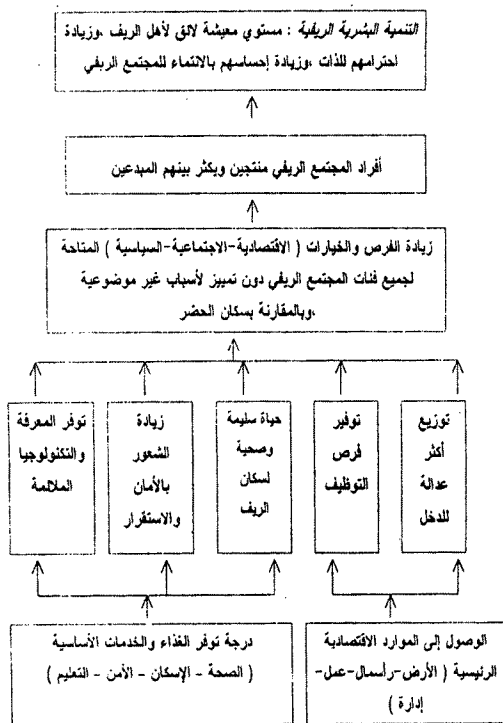 التنمية البشرية الريفية : مستوي معيشة لائق لأهل الريف ،وزيادة
احترامهم للذات ،وزيادة إحساسهم بالانتماء للمجتمع الريفي
أفراد المجتمع الريفي منتجين ويكثر بينهم المبدعين
زيادة الفرص والخيارات ( الاقتصادية-الاجتماعية-السياسية ) المتاحة
لجميع فئات المجتمع الريفي دون تمييز لأسباب غير موضوعية
،وبالمقارنة بسكان الحضر
توزيع
أكثر
عدالة
للدخل
توفير
فرص
التوظيف
حياة سليمة
وصحية
لسكان
الريف
زيادة
الشعور
بالأمان
والاستقرار
توفر المعرفة
والتكنولوجيا
الملائمة
الوصول إلى الموارد الاقتصادية
الرئيسية ( الأرض-رأسمال-عمل-
إدارة )
درجة توفر الغذاء والخدمات الأساسية
( الصحة - الإسكان - الأمن - التعليم )